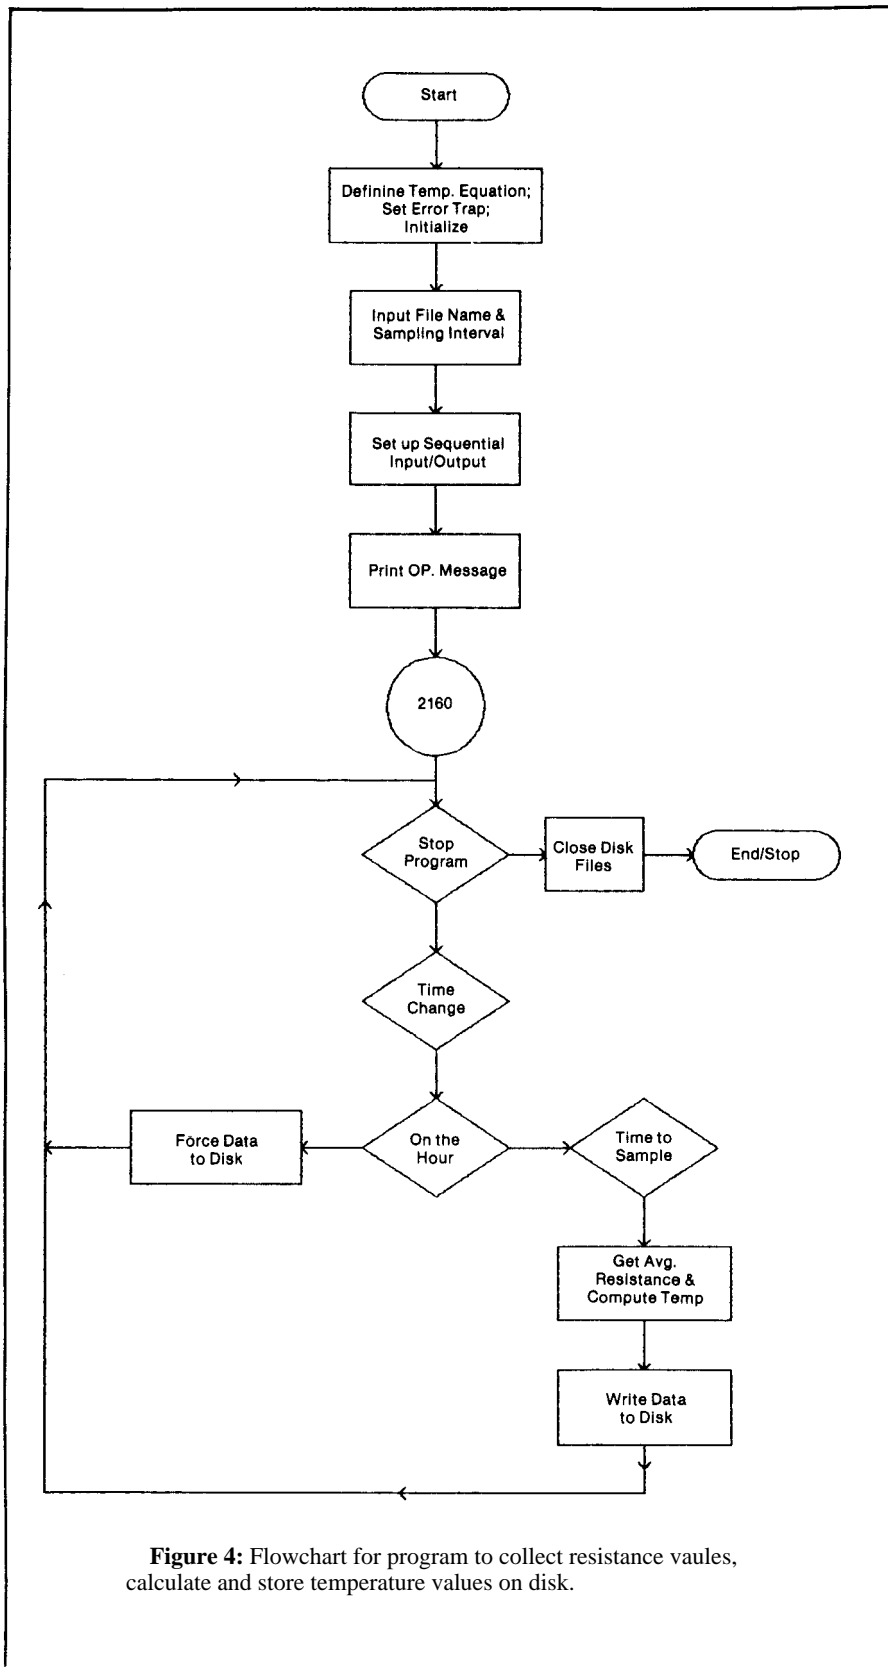 Start
Definine Temp. Equation;
Set Error Trap;
Initialize
Input File Name &
Sampling Interval
Set up Sequential
Input/Output
Print OP. Message
2160
Stop
Program
Close Disk
Files
End/Stop
Time
Change
Force Data
to Disk
On the
Hour
Time to
Sample
Get Avg.
Resistance &
Compute Temp
Write Data
to Disk
Figure 4: Flowchart for program to collect resistance vaules,
calculate and store temperature values on disk.